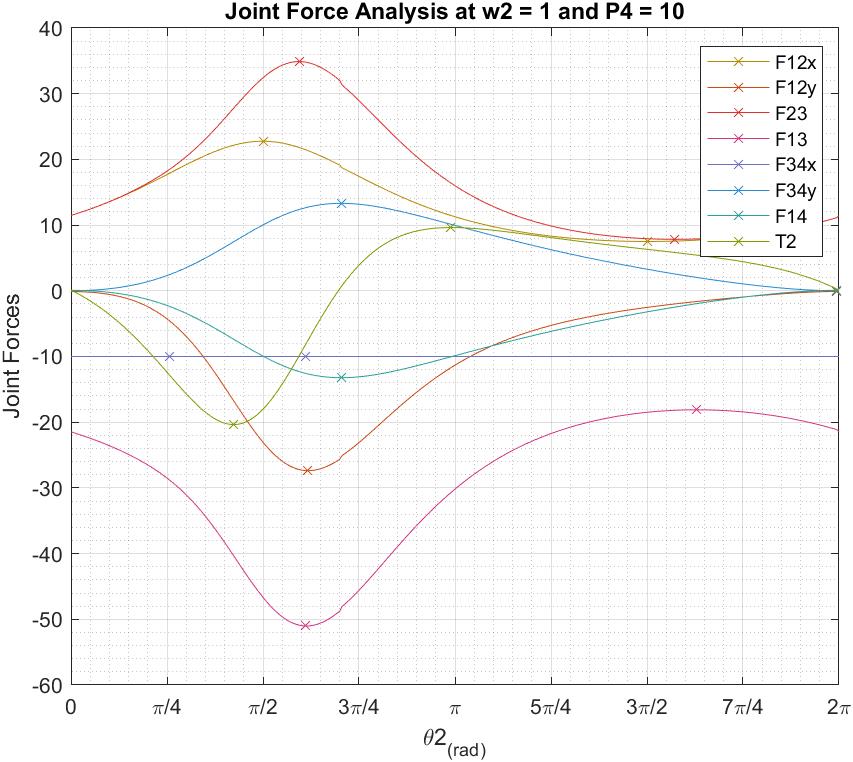 Joint Force Analysis at w2 = 1 and P4 = 10
40
30
20
10
0
-10
-20
-30
-40
-50
-60
Joint Forces
F12x
F12y
F23
F13
F34x
F34y
F14
T2
0 π/4 π/2 3π/4 π 5π/4 3π/2 7π/4 2π
θ2(rad)